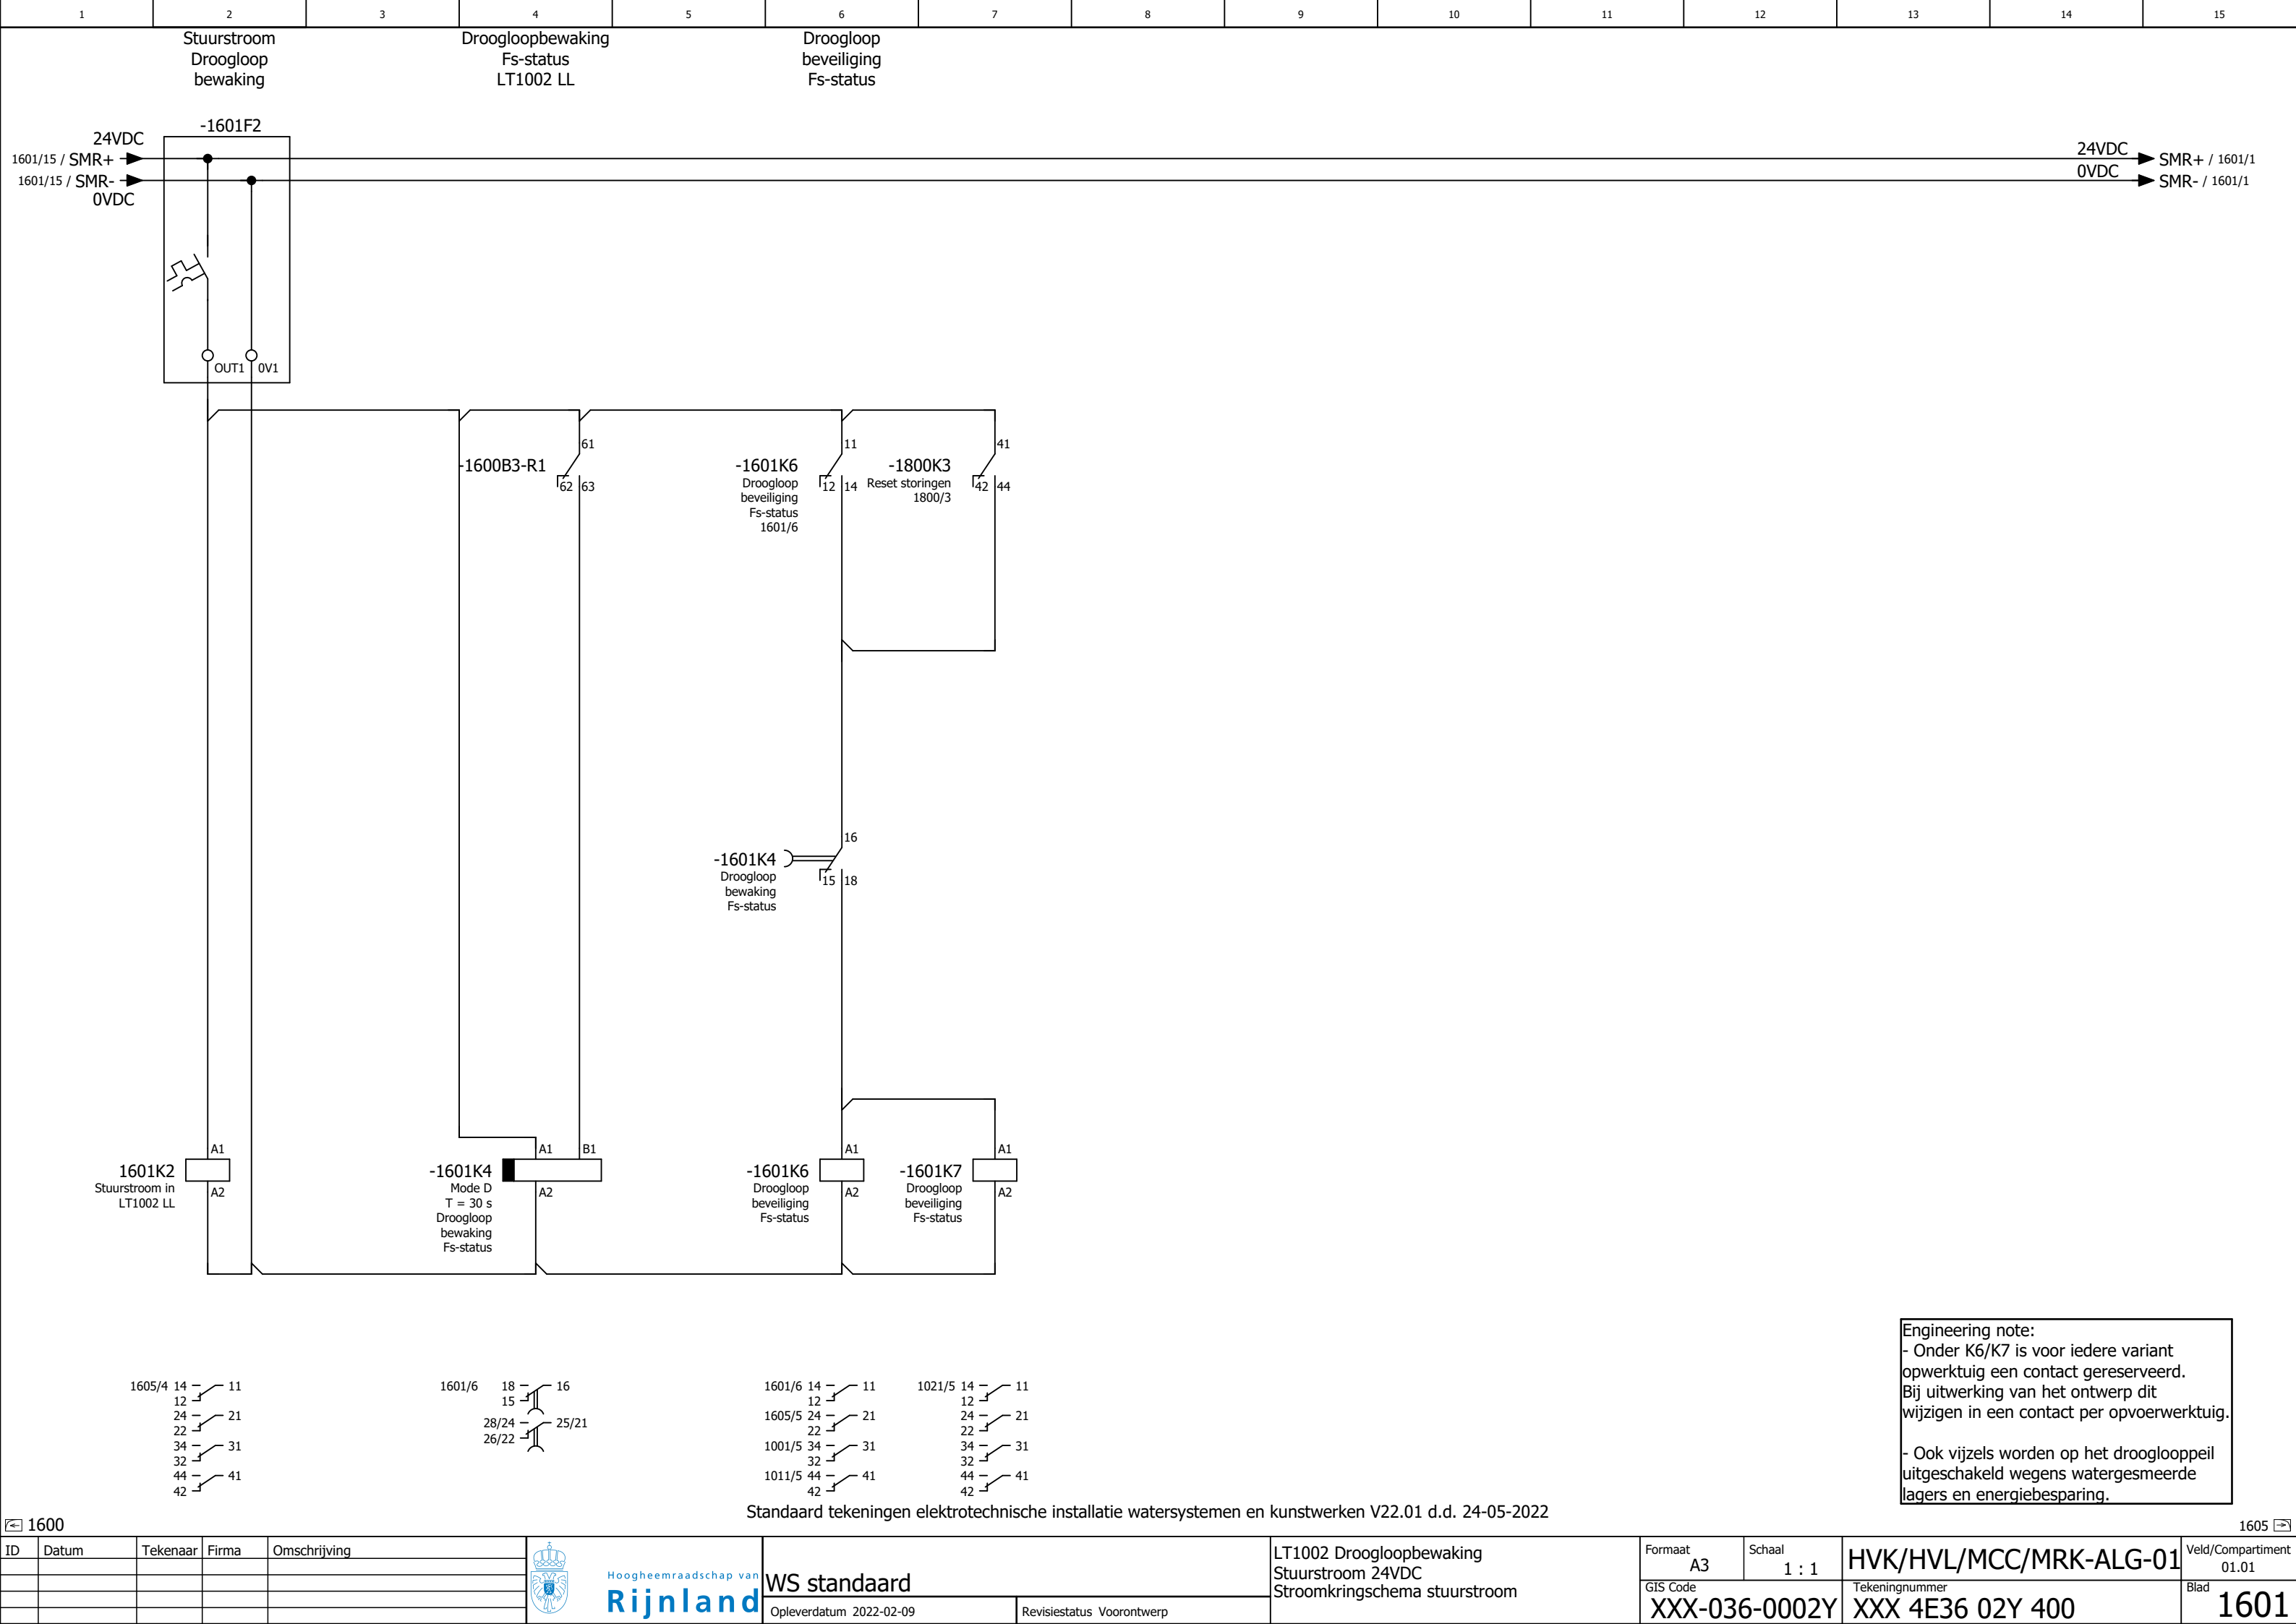 1 2 3 4 5 6 7 8 9 10 11 12 13 14 15
Stuurstroom
Droogloop
bewaking
Droogloopbewaking
Fs-status
LT1002 LL
Droogloop
beveiliging
Fs-status
-1601F2
24VDC
1601/15 / SMR+
1601/15 / SMR-
0VDC
24VDC
SMR+ / 1601/1
0VDC
SMR- / 1601/1
OUT1 0V1
61
-1600B3-R1
62 63
11
-1601K6
12 14
Droogloop
beveiliging
Fs-status
1601/6
41
-1800K3
42 44
Reset storingen
1800/3
16
-1601K4
15 18
Droogloop
bewaking
Fs-status
A1
1601K2
A2
Stuurstroom in
LT1002 LL
A1 B1
-1601K4
A2
Mode D
T = 30 s
Droogloop
bewaking
Fs-status
A1
-1601K6
A2
Droogloop
beveiliging
Fs-status
A1
-1601K7
A2
Droogloop
beveiliging
Fs-status
1605/4 14 11
12
24 21
22
34 31
32
44 41
42
1601/6 18 16
15
28/24 25/21
26/22
1601/6 14 11
12
1605/5 24 21
22
1001/5 34 31
32
1011/5 44 41
42
1021/5 14 11
12
24 21
22
34 31
32
44 41
42
Engineering note:
- Onder K6/K7 is voor iedere variant
opwerktuig een contact gereserveerd.
Bij uitwerking van het ontwerp dit
wijzigen in een contact per opvoerwerktuig.
- Ook vijzels worden op het drooglooppeil
uitgeschakeld wegens watergesmeerde
lagers en energiebesparing.
Standaard tekeningen elektrotechnische installatie watersystemen en kunstwerken V22.01 d.d. 24-05-2022
1600
1605
ID Datum Tekenaar Firma Omschrijving
Hoogheemraadschap van
Rijnland
WS standaard
Opleverdatum 2022-02-09
Revisiestatus Voorontwerp
LT1002 Droogloopbewaking
Stuurstroom 24VDC
Stroomkringschema stuurstroom
Formaat
A3
Schaal
1 : 1
HVK/HVL/MCC/MRK-ALG-01
Veld/Compartiment
01.01
GIS Code
XXX-036-0002Y
Tekeningnummer
XXX 4E36 02Y 400
Blad
1601